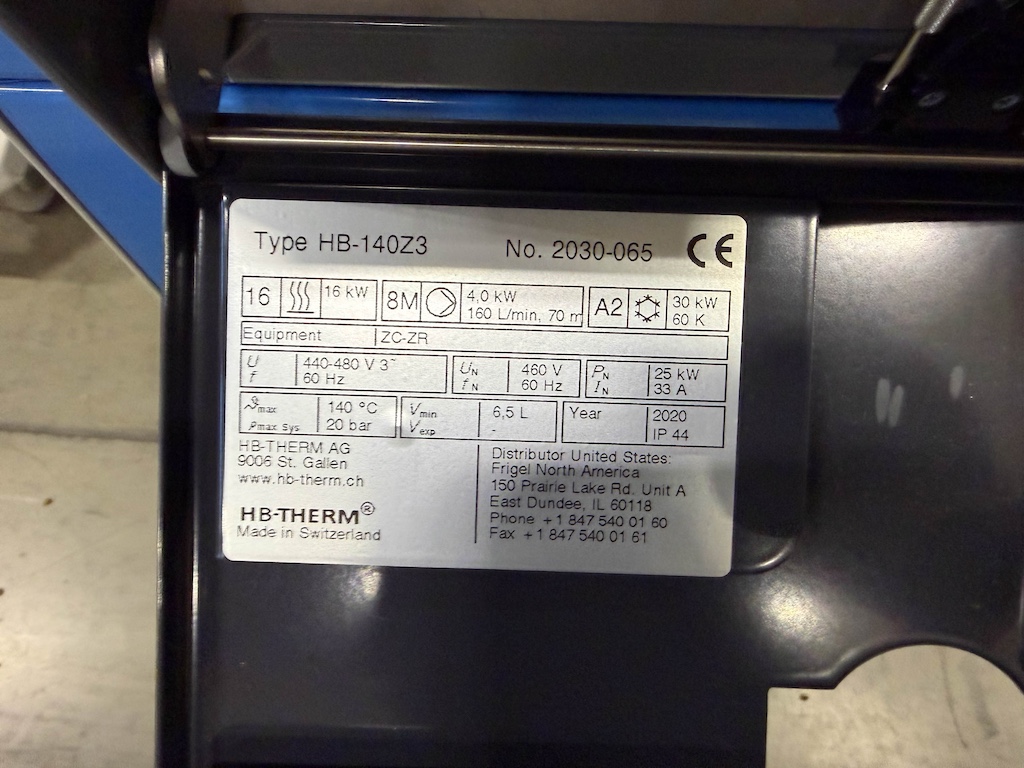 Type HB-140Z3 No. 2030-065 CE
16 16 kW 8M 4,0 kW 160 L/min, 70 m A2 30 kW 60 K
Equipment ZC-ZR
U 440-480 V 3~ UN 460 V PN 25 kW
f 60 Hz fN 60 Hz IN 33 A
ϑmax 140 °C Vmin 6,5 L Year 2020
pmax sys 20 bar Vexp - IP 44
HB-THERM AG
9006 St. Gallen
www.hb-therm.ch
HB-THERM®
Made in Switzerland
Distributor United States:
Frigel North America
150 Prairie Lake Rd. Unit A
East Dundee, IL 60118
Phone +1 847 540 01 60
Fax +1 847 540 01 61